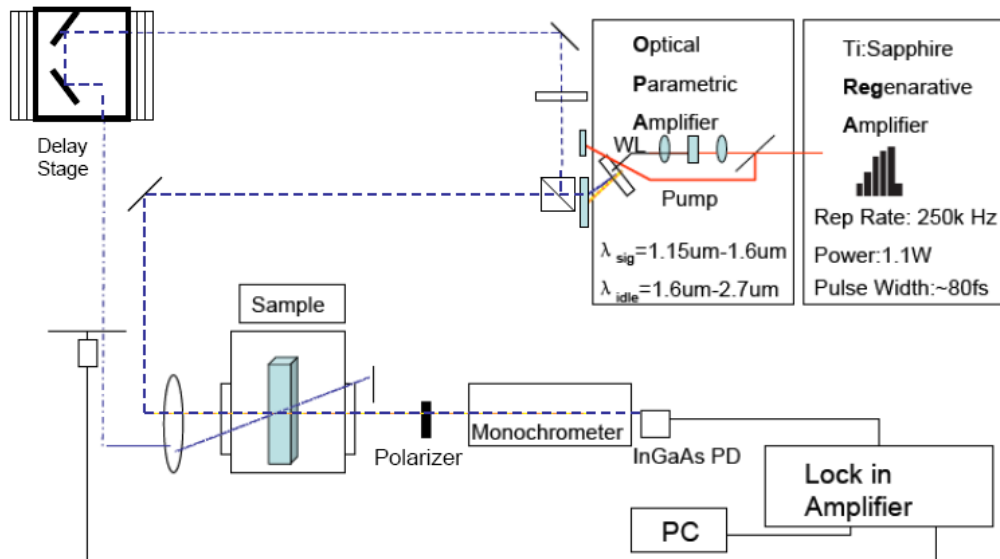 Delay
Stage
Optical
Parametric
Amplifier
WL
Pump
λ sig=1.15um-1.6um
λ idle=1.6um-2.7um
Ti:Sapphire
Regenarative
Amplifier
Rep Rate: 250k Hz
Power:1.1W
Pulse Width:~80fs
Sample
Polarizer
Monochrometer
InGaAs PD
Lock in
Amplifier
PC